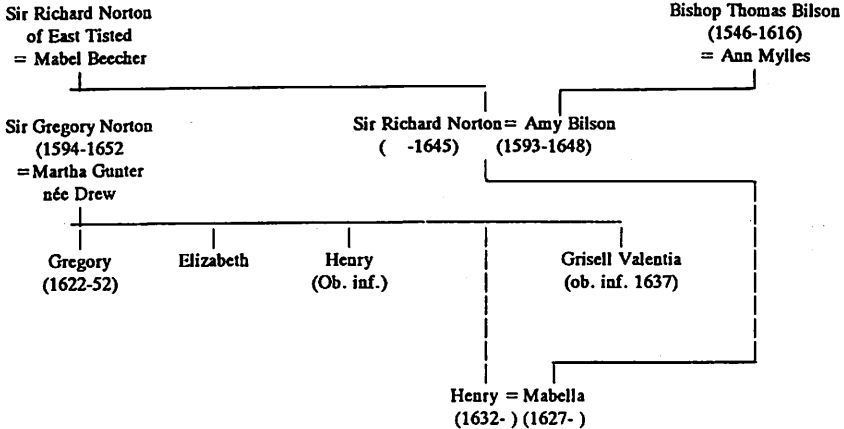 Sir Richard Norton
of East Tisted
= Mabel Beecher
Bishop Thomas Bilson
(1546-1616)
= Ann Mylles
Sir Gregory Norton
(1594-1652
=Martha Gunter
née Drew
Sir Richard Norton= Amy Bilson
( -1645) (1593-1648)
Gregory
(1622-52)
Elizabeth
Henry
(Ob. inf.)
Grisell Valentia
(ob. inf. 1637)
Henry = Mabella
(1632- ) (1627- )